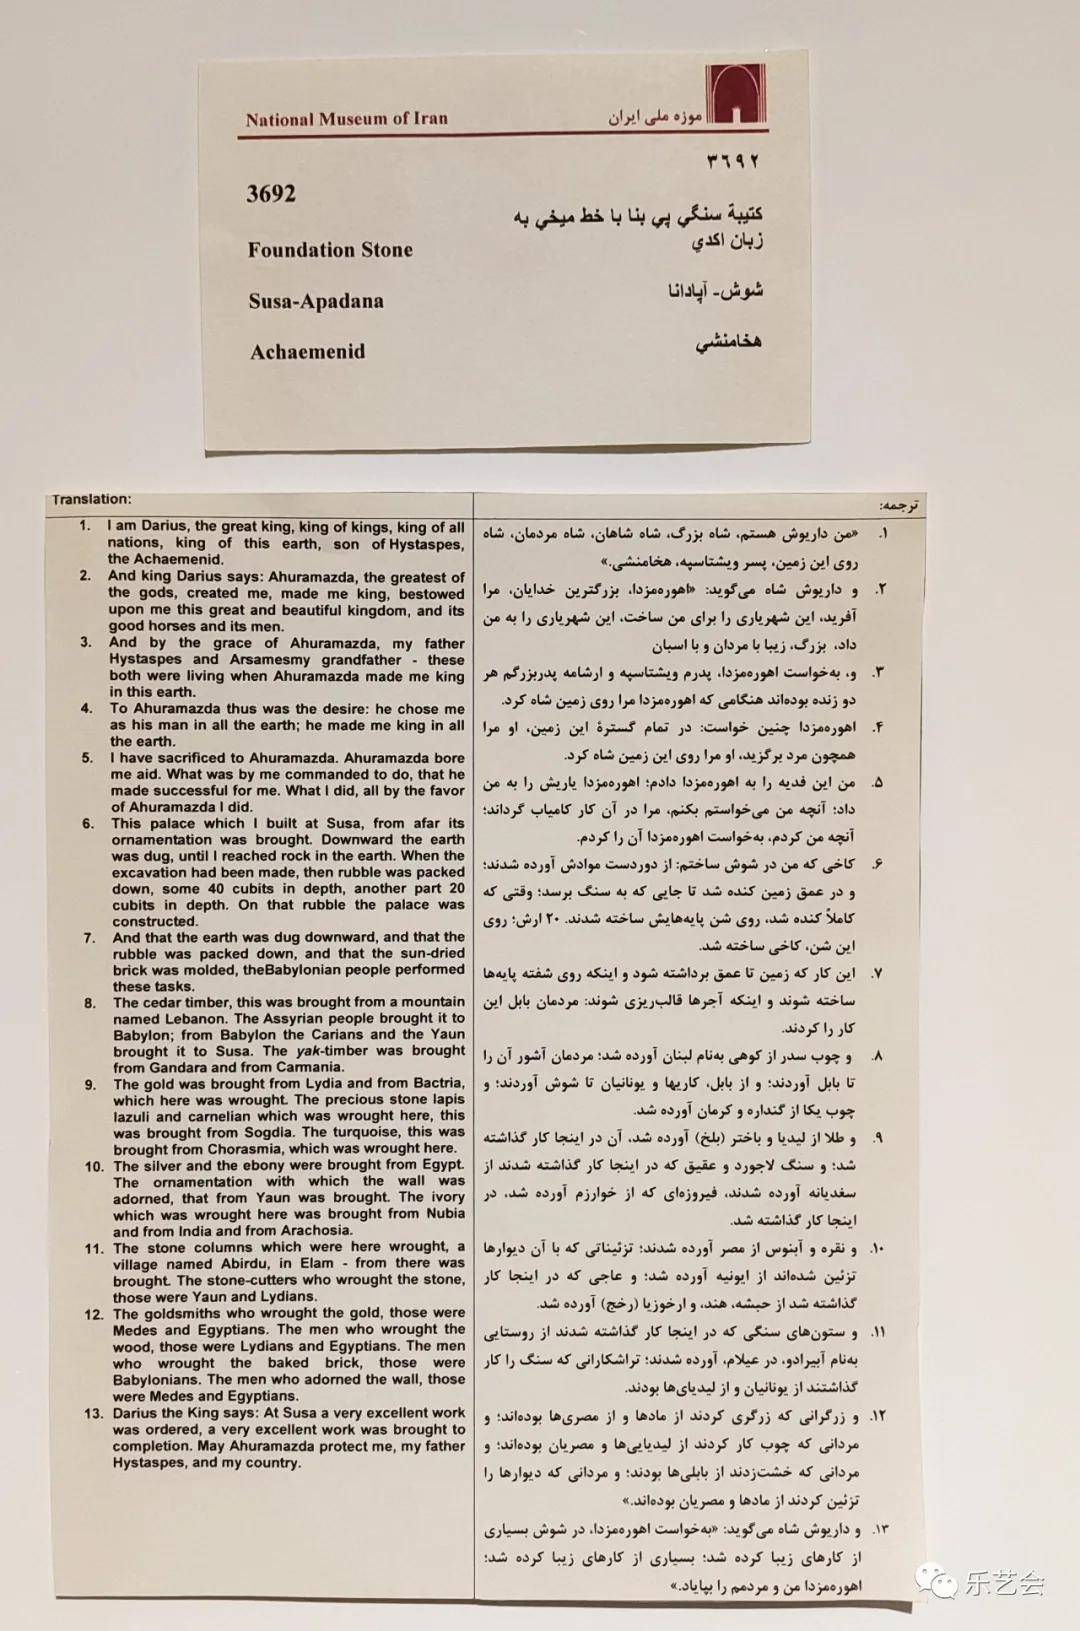 National Museum of Iran
موزه ملی ایران
3692
Foundation Stone
Susa-Apadana
Achaemenid
۳۶۹۲
كتيبة سنگي پي بنا با خط ميخي به
زبان اكدي
شوش- آپادانا
هخامنشي
Translation:
1. I am Darius, the great king, king of kings, king of all
nations, king of this earth, son of Hystaspes,
the Achaemenid.
2. And king Darius says: Ahuramazda, the greatest of
the gods, created me, made me king, bestowed
upon me this great and beautiful kingdom, and its
good horses and its men.
3. And by the grace of Ahuramazda, my father
Hystaspes and Arsamesmy grandfather - these
both were living when Ahuramazda made me king
in this earth.
4. To Ahuramazda thus was the desire: he chose me
as his man in all the earth; he made me king in all
the earth.
5. I have sacrificed to Ahuramazda. Ahuramazda bore
me aid. What was by me commanded to do, that he
made successful for me. What I did, all by the favor
of Ahuramazda I did.
6. This palace which I built at Susa, from afar its
ornamentation was brought. Downward the earth
was dug, until I reached rock in the earth. When the
excavation had been made, then rubble was packed
down, some 40 cubits in depth, another part 20
cubits in depth. On that rubble the palace was
constructed.
7. And that the earth was dug downward, and that the
rubble was packed down, and that the sun-dried
brick was molded, theBabylonian people performed
these tasks.
8. The cedar timber, this was brought from a mountain
named Lebanon. The Assyrian people brought it to
Babylon; from Babylon the Carians and the Yaun
brought it to Susa. The yak-timber was brought
from Gandara and from Carmania.
9. The gold was brought from Lydia and from Bactria,
which here was wrought. The precious stone lapis
lazuli and carnelian which was wrought here, this
was brought from Sogdia. The turquoise, this was
brought from Chorasmia, which was wrought here.
10. The silver and the ebony were brought from Egypt.
The ornamentation with which the wall was
adorned, that from Yaun was brought. The ivory
which was wrought here was brought from Nubia
and from India and from Arachosia.
11. The stone columns which were here wrought, a
village named Abirdu, in Elam - from there was
brought. The stone-cutters who wrought the stone,
those were Yaun and Lydians.
12. The goldsmiths who wrought the gold, those were
Medes and Egyptians. The men who wrought the
wood, those were Lydians and Egyptians. The men
who wrought the baked brick, those were
Babylonians. The men who adorned the wall, those
were Medes and Egyptians.
13. Darius the King says: At Susa a very excellent work
was ordered, a very excellent work was brought to
completion. May Ahuramazda protect me, my father
Hystaspes, and my country.
ترجمه:
۱. «من داریوش هستم، شاه بزرگ، شاه شاهان، شاه مردمان، شاه
روی این زمین، پسر ویشتاسپه، هخامنشی.»
۲. و داریوش شاه می‌گوید: «اهوره‌مزدا، بزرگترین خدایان، مرا
آفرید، این شهریاری را برای من ساخت، این شهریاری را به من
داد، بزرگ، زیبا با مردان و با اسبان
۳. و، به‌خواست اهوره‌مزدا، پدرم ویشتاسپه و ارشامه پدربزرگم هر
دو زنده بوده‌اند هنگامی که اهوره‌مزدا مرا روی زمین شاه کرد.
۴. اهوره‌مزدا چنین خواست: در تمام گسترۀ این زمین، او مرا
همچون مرد برگزید، او مرا روی این زمین شاه کرد.
۵. من این فدیه را به اهوره‌مزدا دادم؛ اهوره‌مزدا یاریش را به من
داد؛ آنچه من می‌خواستم بکنم، مرا در آن کار کامیاب گرداند؛
آنچه من کردم، به‌خواست اهوره‌مزدا آن را کردم.
۶. کاخی که من در شوش ساختم: از دوردست موادش آورده شدند؛
و در عمق زمین کنده شد تا جایی که به سنگ برسد؛ وقتی که
کاملاً کنده شد، روی شن پایه‌هایش ساخته شدند. ۲۰ ارش؛ روی
این شن، کاخی ساخته شد.
۷. این کار که زمین تا عمق برداشته شود و اینکه روی شفته پایه‌ها
ساخته شوند و اینکه آجرها قالب‌ریزی شوند: مردمان بابل این
کار را کردند.
۸. و چوب سدر از کوهی به‌نام لبنان آورده شد؛ مردمان آشور آن را
تا بابل آوردند؛ و از بابل، کاریها و یونانیان تا شوش آوردند؛ و
چوب یکا از گنداره و کرمان آورده شد.
۹. و طلا از لیدیا و باختر (بلخ) آورده شد، آن در اینجا کار گذاشته
شد؛ و سنگ لاجورد و عقیق که در اینجا کار گذاشته شدند از
سغدیانه آورده شدند، فیروزه‌ای که از خوارزم آورده شد، در
اینجا کار گذاشته شد.
۱۰. و نقره و آبنوس از مصر آورده شدند؛ تزئیناتی که با آن دیوارها
تزئین شده‌اند از ایونیه آورده شد؛ و عاجی که در اینجا کار
گذاشته شد از حبشه، هند، و ارخوزیا (رخج) آورده شد.
۱۱. و ستون‌های سنگی که در اینجا کار گذاشته شدند از روستایی
به‌نام آبیرادو، در عیلام، آورده شدند؛ تراشکارانی که سنگ را کار
گذاشتند از یونانیان و از لیدیای‌ها بودند.
۱۲. و زرگرانی که زرگری کردند از مادها و از مصری‌ها بوده‌اند؛ و
مردانی که چوب کار کردند از لیدیایی‌ها و مصریان بوده‌اند؛ و
مردانی که خشت‌زدند از بابلی‌ها بودند؛ و مردانی که دیوارها را
تزئین کردند از مادها و مصریان بوده‌اند.»
۱۳. و داریوش شاه می‌گوید: «به‌خواست اهوره‌مزدا، در شوش بسیاری
از کارهای زیبا کرده شد؛ بسیاری از کارهای زیبا کرده شد؛
اهوره‌مزدا من و مردمم را بپایاد.»
乐艺会